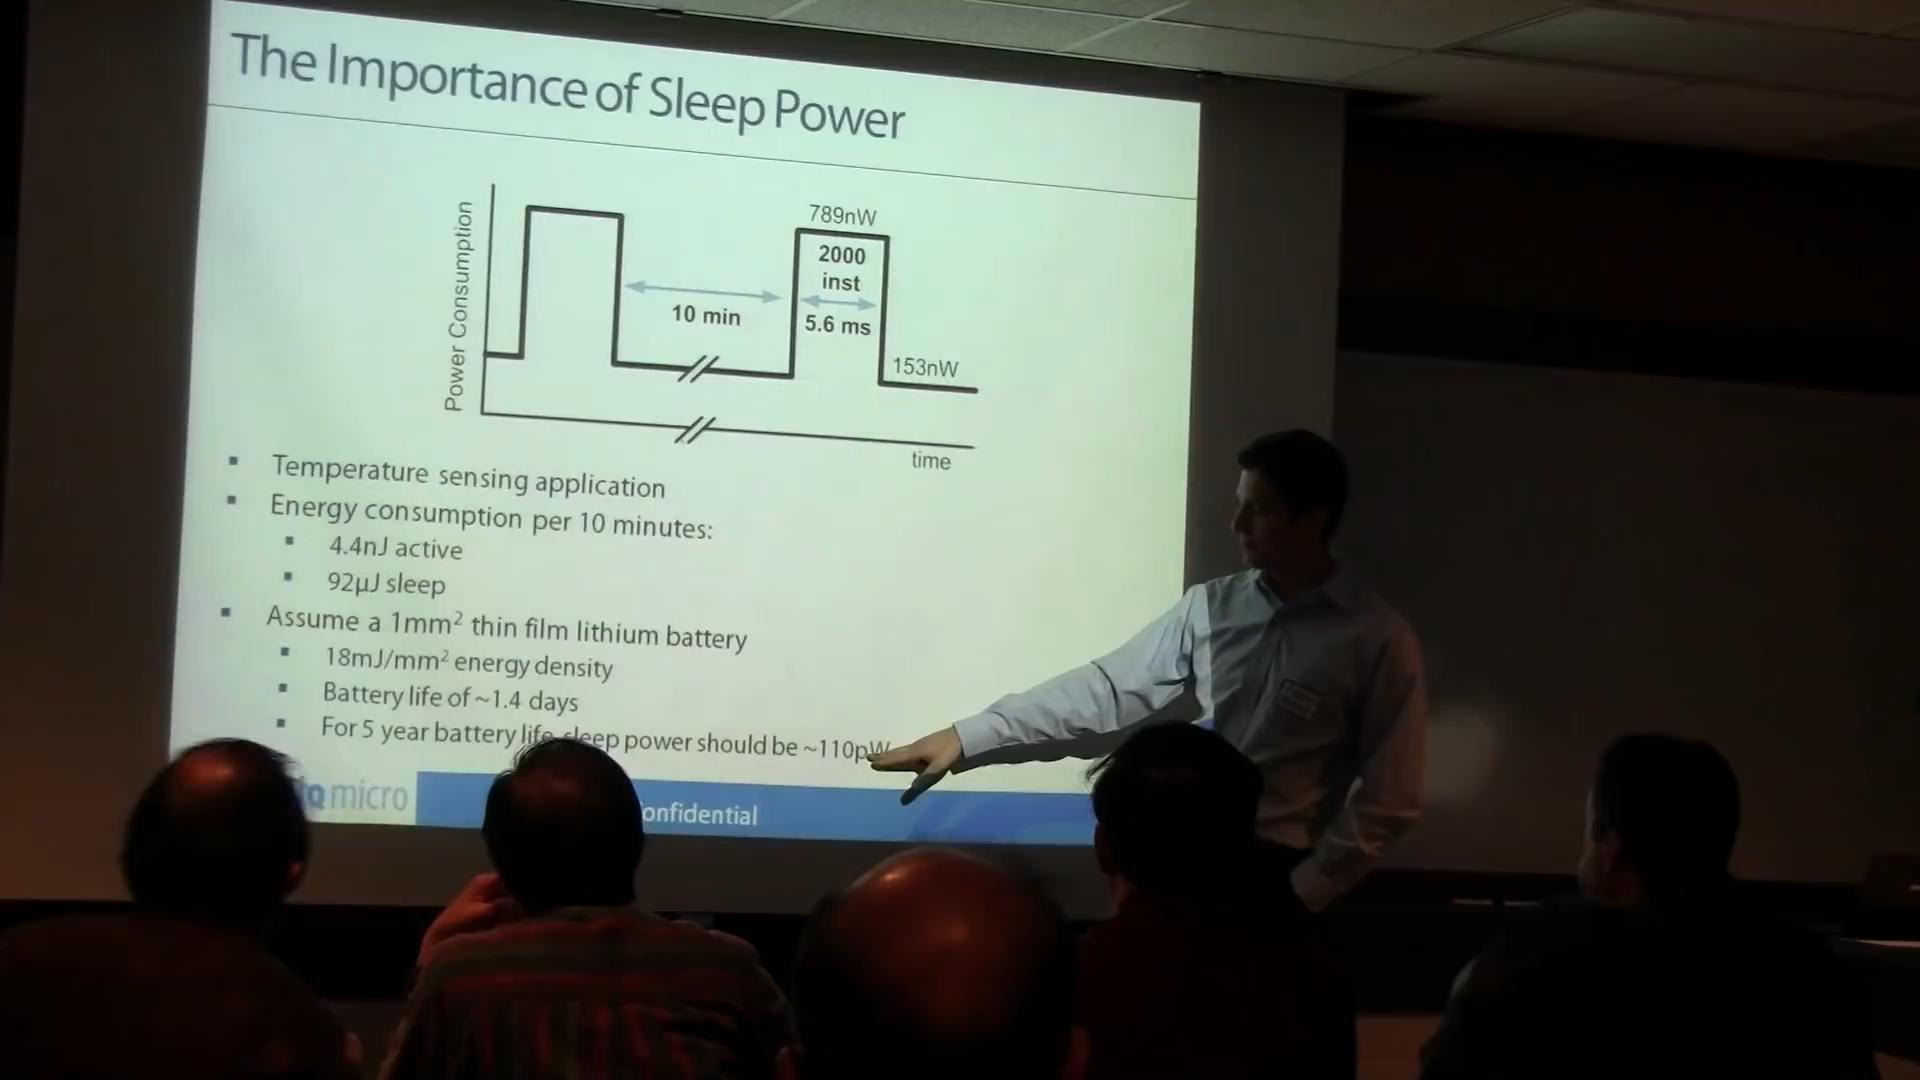 The Importance of Sleep Power
Power Consumption
789nW
2000
inst
10 min
5.6 ms
153nW
time
▪ Temperature sensing application
▪ Energy consumption per 10 minutes:
▪ 4.4nJ active
▪ 92µJ sleep
▪ Assume a 1mm² thin film lithium battery
▪ 18mJ/mm² energy density
▪ Battery life of ~1.4 days
▪ For 5 year battery life sleep power should be ~110pW
micro
onfidential